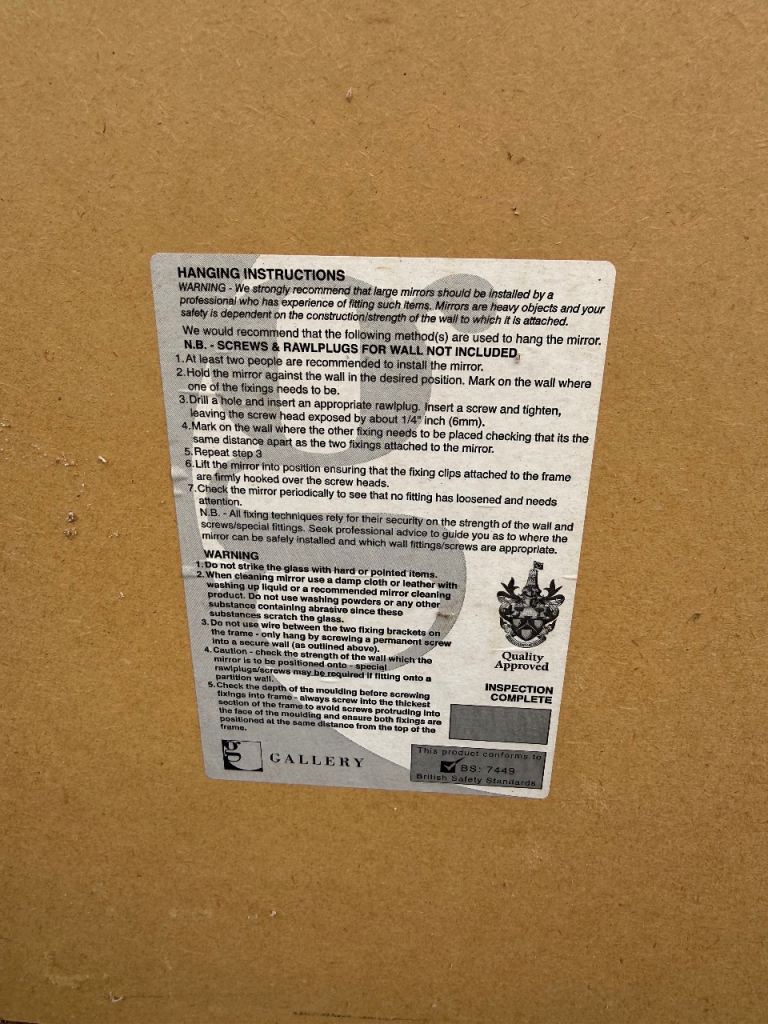 HANGING INSTRUCTIONS
WARNING - We strongly recommend that large mirrors should be installed by a
professional who has experience of fitting such items. Mirrors are heavy objects and your
safety is dependent on the construction/strength of the wall to which it is attached.
We would recommend that the following method(s) are used to hang the mirror.
N.B. - SCREWS & RAWLPLUGS FOR WALL NOT INCLUDED
1. At least two people are recommended to install the mirror.
2. Hold the mirror against the wall in the desired position. Mark on the wall where
one of the fixings needs to be.
3. Drill a hole and insert an appropriate rawlplug. Insert a screw and tighten,
leaving the screw head exposed by about 1/4" inch (6mm).
4. Mark on the wall where the other fixing needs to be placed checking that its the
same distance apart as the two fixings attached to the mirror.
5. Repeat step 3
6. Lift the mirror into position ensuring that the fixing clips attached to the frame
are firmly hooked over the screw heads.
7. Check the mirror periodically to see that no fitting has loosened and needs
attention.
N.B. - All fixing techniques rely for their security on the strength of the wall and
screws/special fittings. Seek professional advice to guide you as to where the
mirror can be safely installed and which wall fittings/screws are appropriate.
WARNING
1. Do not strike the glass with hard or pointed items.
2. When cleaning mirror use a damp cloth or leather with
washing up liquid or a recommended mirror cleaning
product. Do not use washing powders or any other
substance containing abrasive since these
substances scratch the glass.
3. Do not use wire between the two fixing brackets on
the frame - only hang by screwing a permanent screw
into a secure wall (as outlined above).
4. Caution - check the strength of the wall which the
mirror is to be positioned onto - special
rawlplugs/screws may be required if fitting onto a
partition wall.
5. Check the depth of the moulding before screwing
fixings into frame - always screw into the thickest
section of the frame to avoid screws protruding into
the face of the moulding and ensure both fixings are
positioned at the same distance from the top of the
frame.
Quality
Approved
INSPECTION
COMPLETE
g GALLERY
This product conforms to
BS: 7449
British Safety Standards